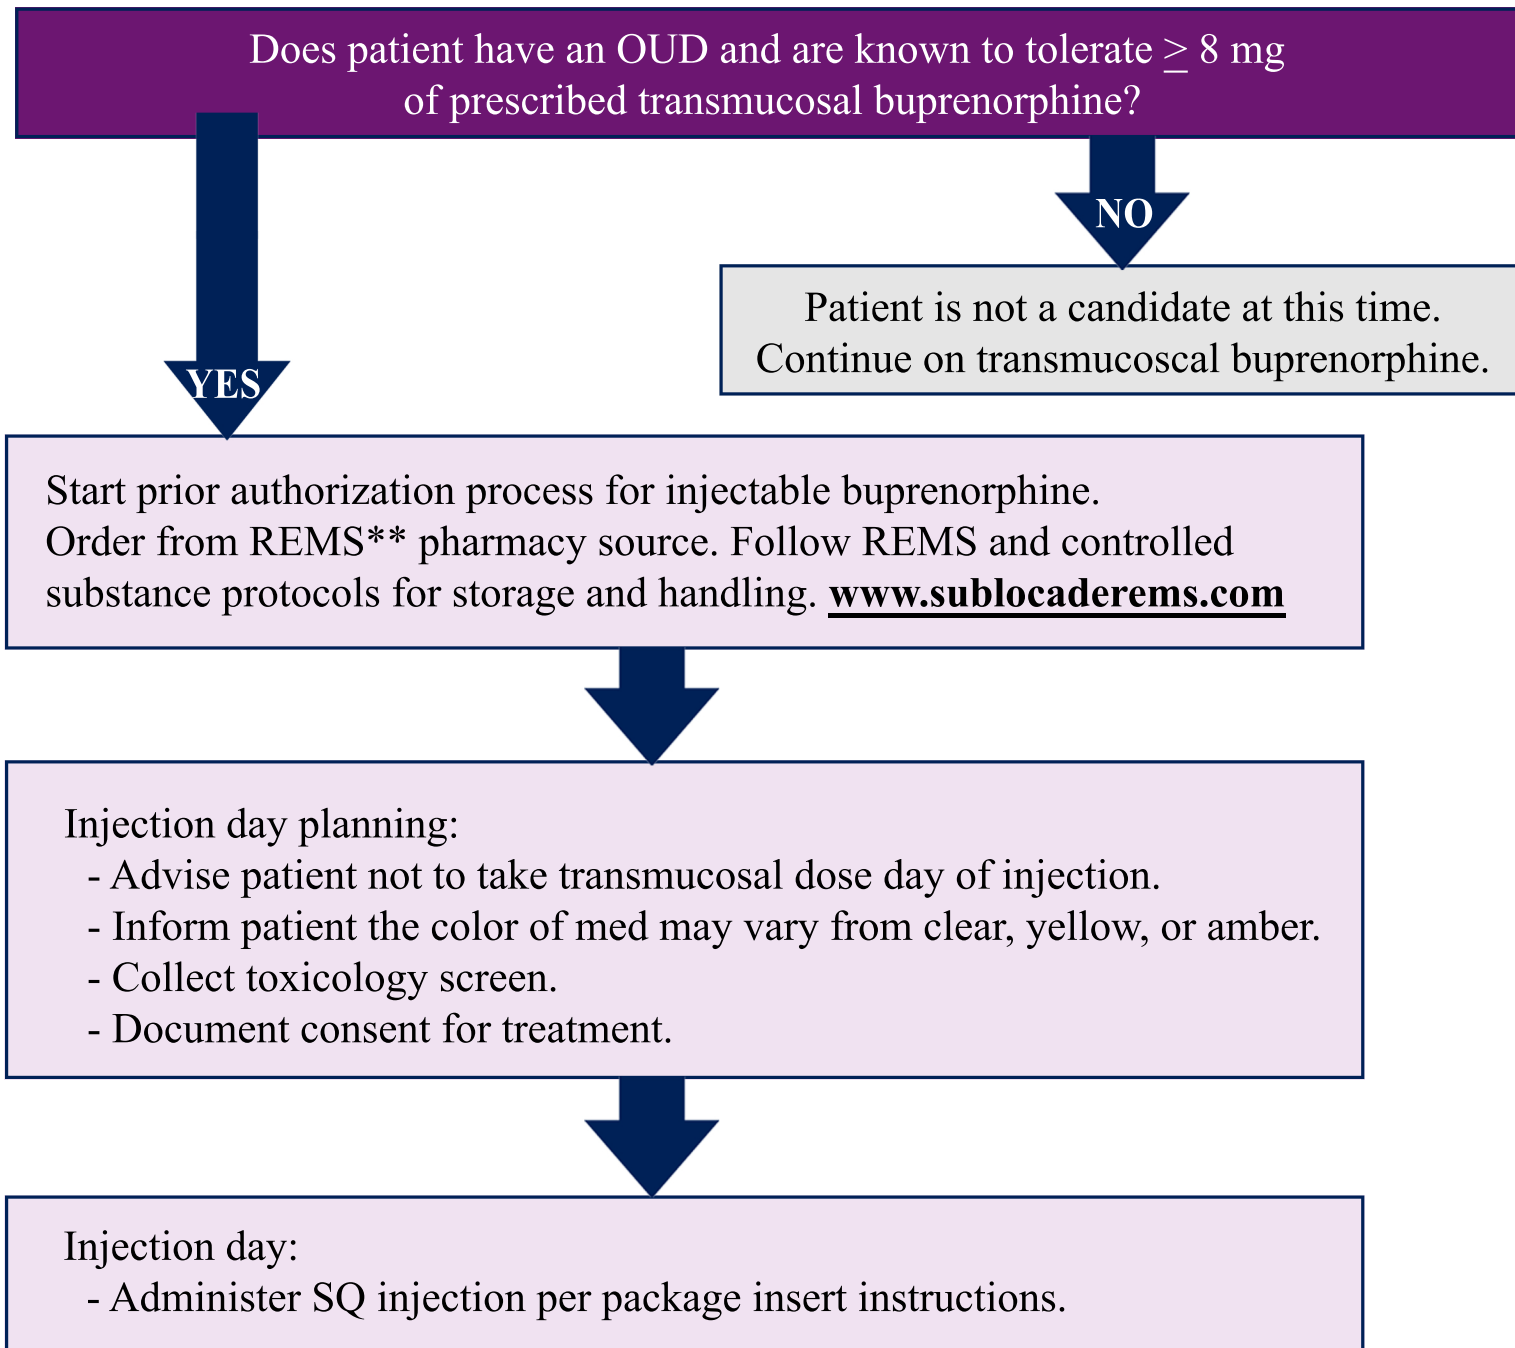 Does patient have an OUD and are known to tolerate ≥ 8 mg
of prescribed transmucosal buprenorphine?
NO
Patient is not a candidate at this time.
Continue on transmucoscal buprenorphine.
YES
Start prior authorization process for injectable buprenorphine.
Order from REMS** pharmacy source. Follow REMS and controlled
substance protocols for storage and handling. www.sublocaderems.com
Injection day planning:
- Advise patient not to take transmucosal dose day of injection.
- Inform patient the color of med may vary from clear, yellow, or amber.
- Collect toxicology screen.
- Document consent for treatment.
Injection day:
- Administer SQ injection per package insert instructions.